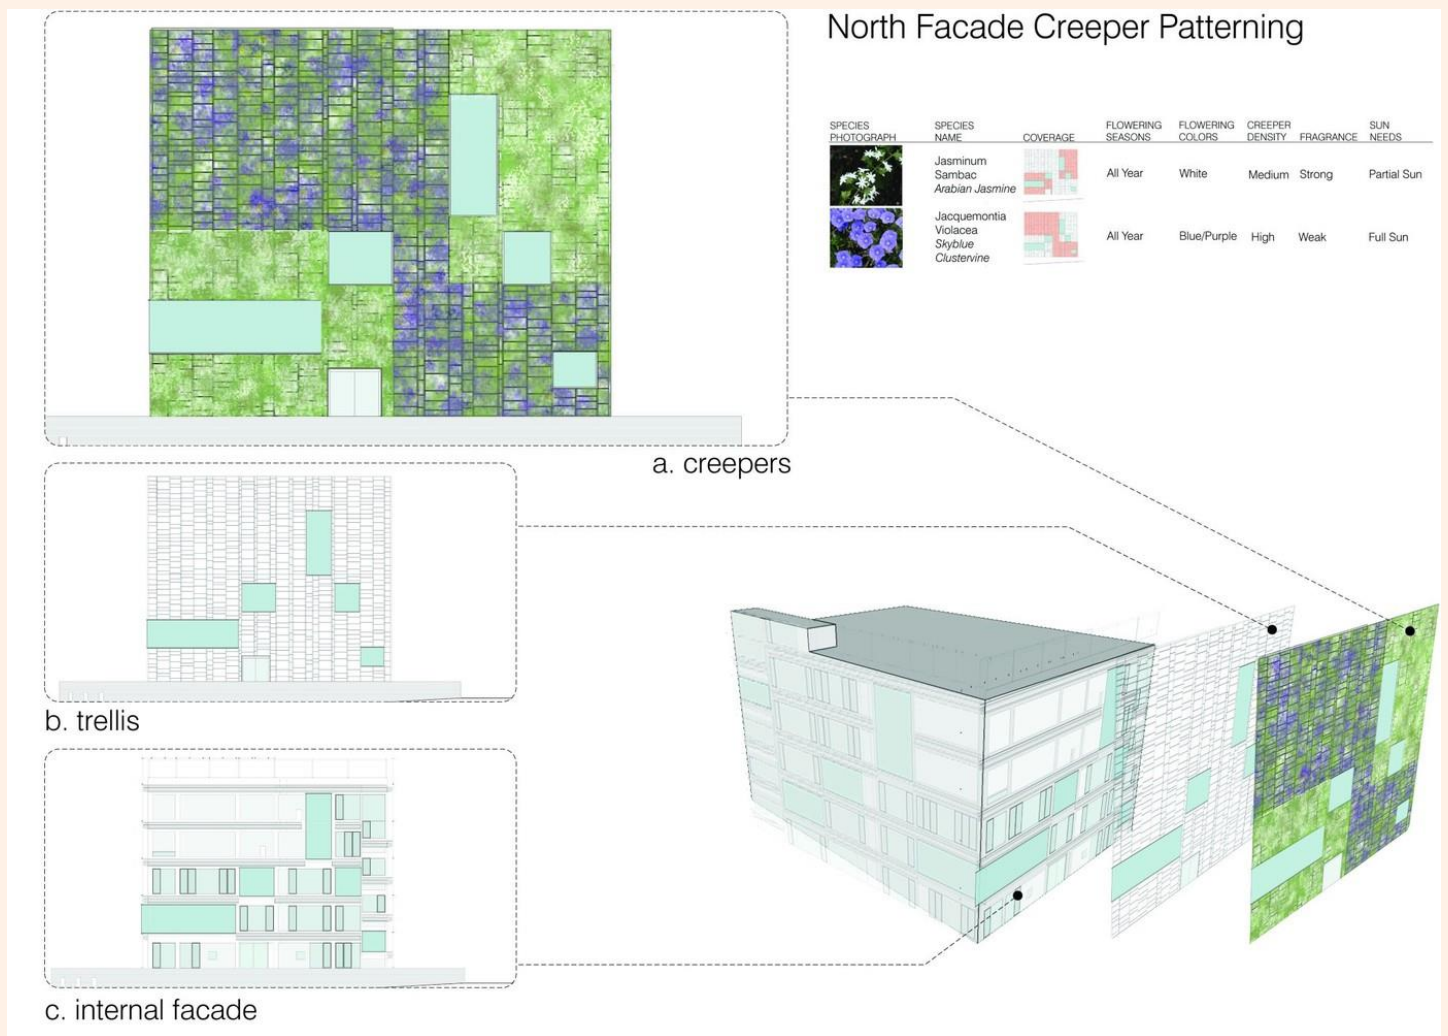 North Facade Creeper Patterning
SPECIES PHOTOGRAPH SPECIES NAME COVERAGE FLOWERING SEASONS FLOWERING COLORS CREEPER DENSITY FRAGRANCE SUN NEEDS
Jasminum
Sambac
Arabian Jasmine
All Year White Medium Strong Partial Sun
Jacquemontia
Violacea
Skyblue
Clustervine
All Year Blue/Purple High Weak Full Sun
a. creepers
b. trellis
c. internal facade